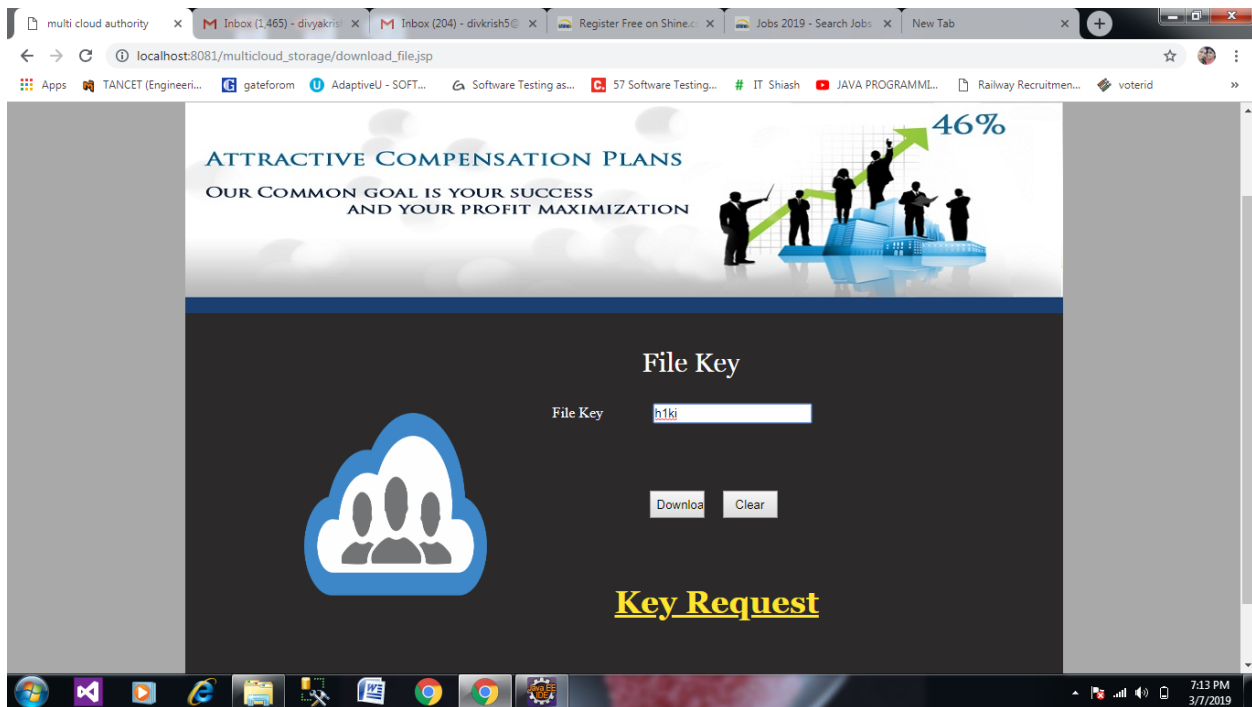 multi cloud authority
Inbox (1,465) - divyakris
Inbox (204) - divkrish5@
Register Free on Shine.c
Jobs 2019 - Search Jobs
New Tab
localhost:8081/multicloud_storage/download_file.jsp
Apps
TANCET (Engineeri...
gateforom
AdaptiveU - SOFT...
Software Testing as...
57 Software Testing...
IT Shiash
JAVA PROGRAMMI...
Railway Recruitmen...
voterid
46%
ATTRACTIVE COMPENSATION PLANS
OUR COMMON GOAL IS YOUR SUCCESS
AND YOUR PROFIT MAXIMIZATION
File Key
File Key h1ki
Downloa Clear
Key Request
7:13 PM
3/7/2019